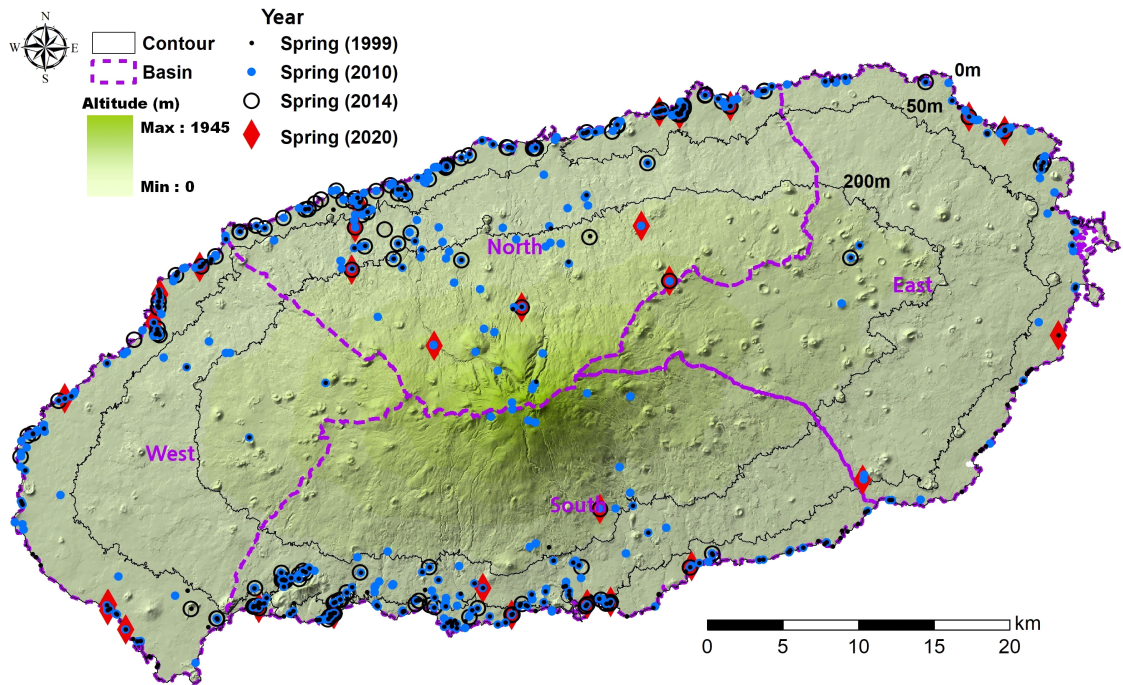 N
W E
S
Contour
Basin
Altitude (m)
Max : 1945
Min : 0
Year
Spring (1999)
Spring (2010)
Spring (2014)
Spring (2020)
0m
50m
200m
North
East
West
South
km
0 5 10 15 20